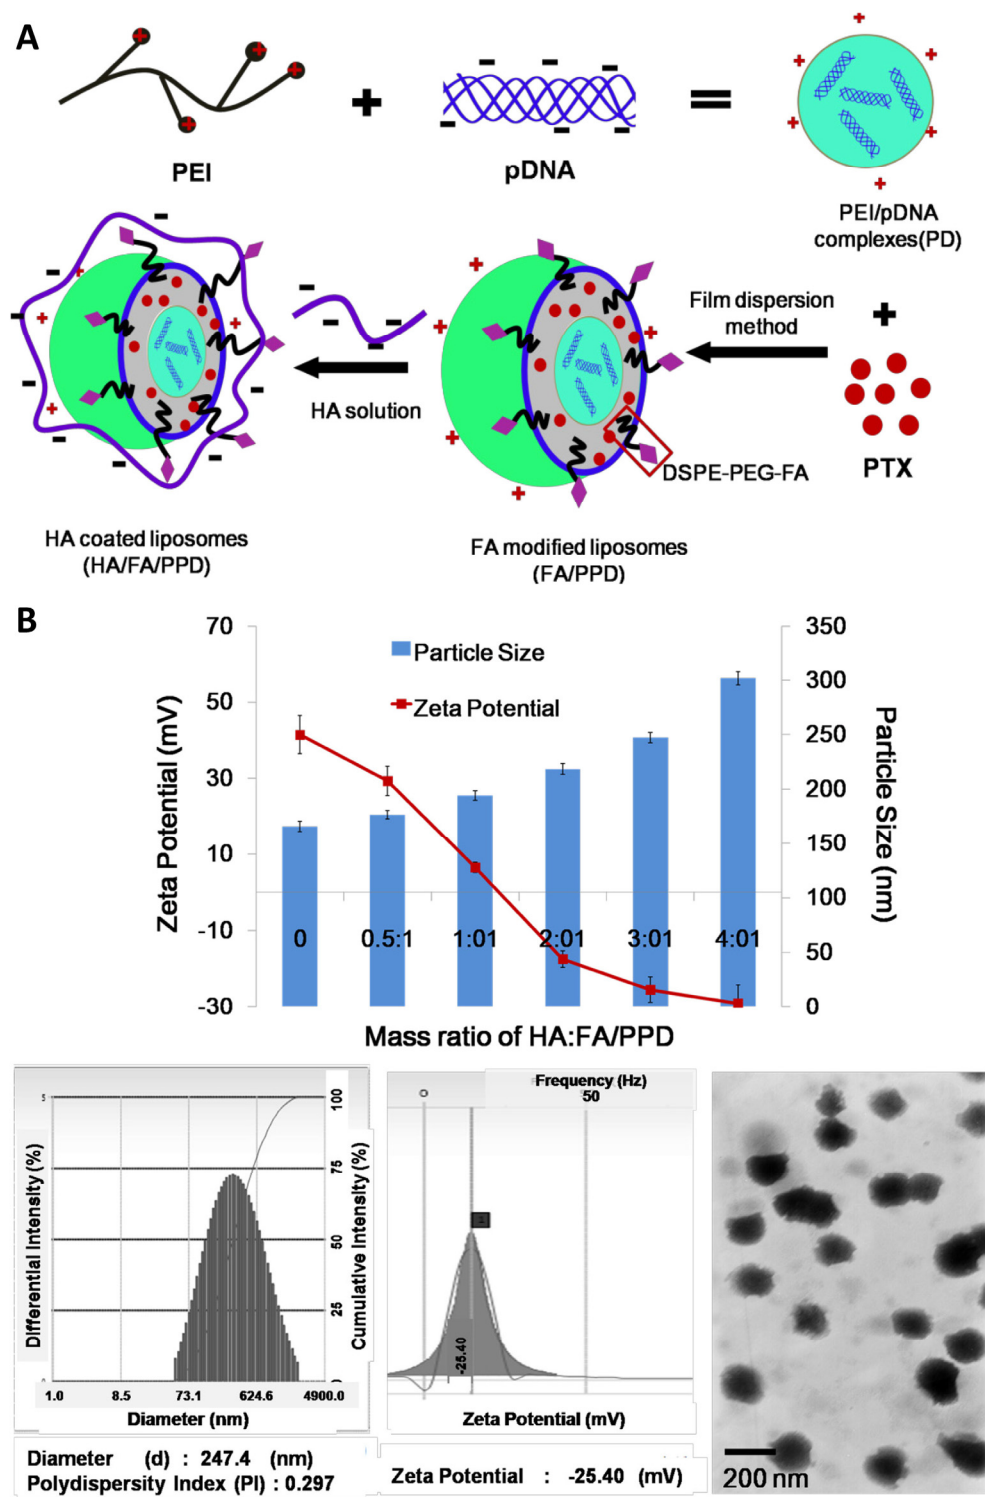 A
PEI
pDNA
PEI/pDNA
complexes(PD)
Film dispersion
method
HA solution
DSPE-PEG-FA
PTX
HA coated liposomes
(HA/FA/PPD)
FA modified liposomes
(FA/PPD)
B
70
50
30
10
-10
-30
Zeta Potential (mV)
Particle Size
Zeta Potential
350
300
250
200
150
100
50
0
Particle Size (nm)
0 0.5:1 1:01 2:01 3:01 4:01
Mass ratio of HA:FA/PPD
Differential Intensity (%)
5
100
75
50
25
0
Cumulative Intensity (%)
1.0 8.5 73.1 624.6 4900.0
Diameter (nm)
Diameter (d) : 247.4 (nm)
Polydispersity Index (PI) : 0.297
Frequency (Hz)
0 50
-25.40
Zeta Potential (mV)
Zeta Potential : -25.40 (mV)
200 nm